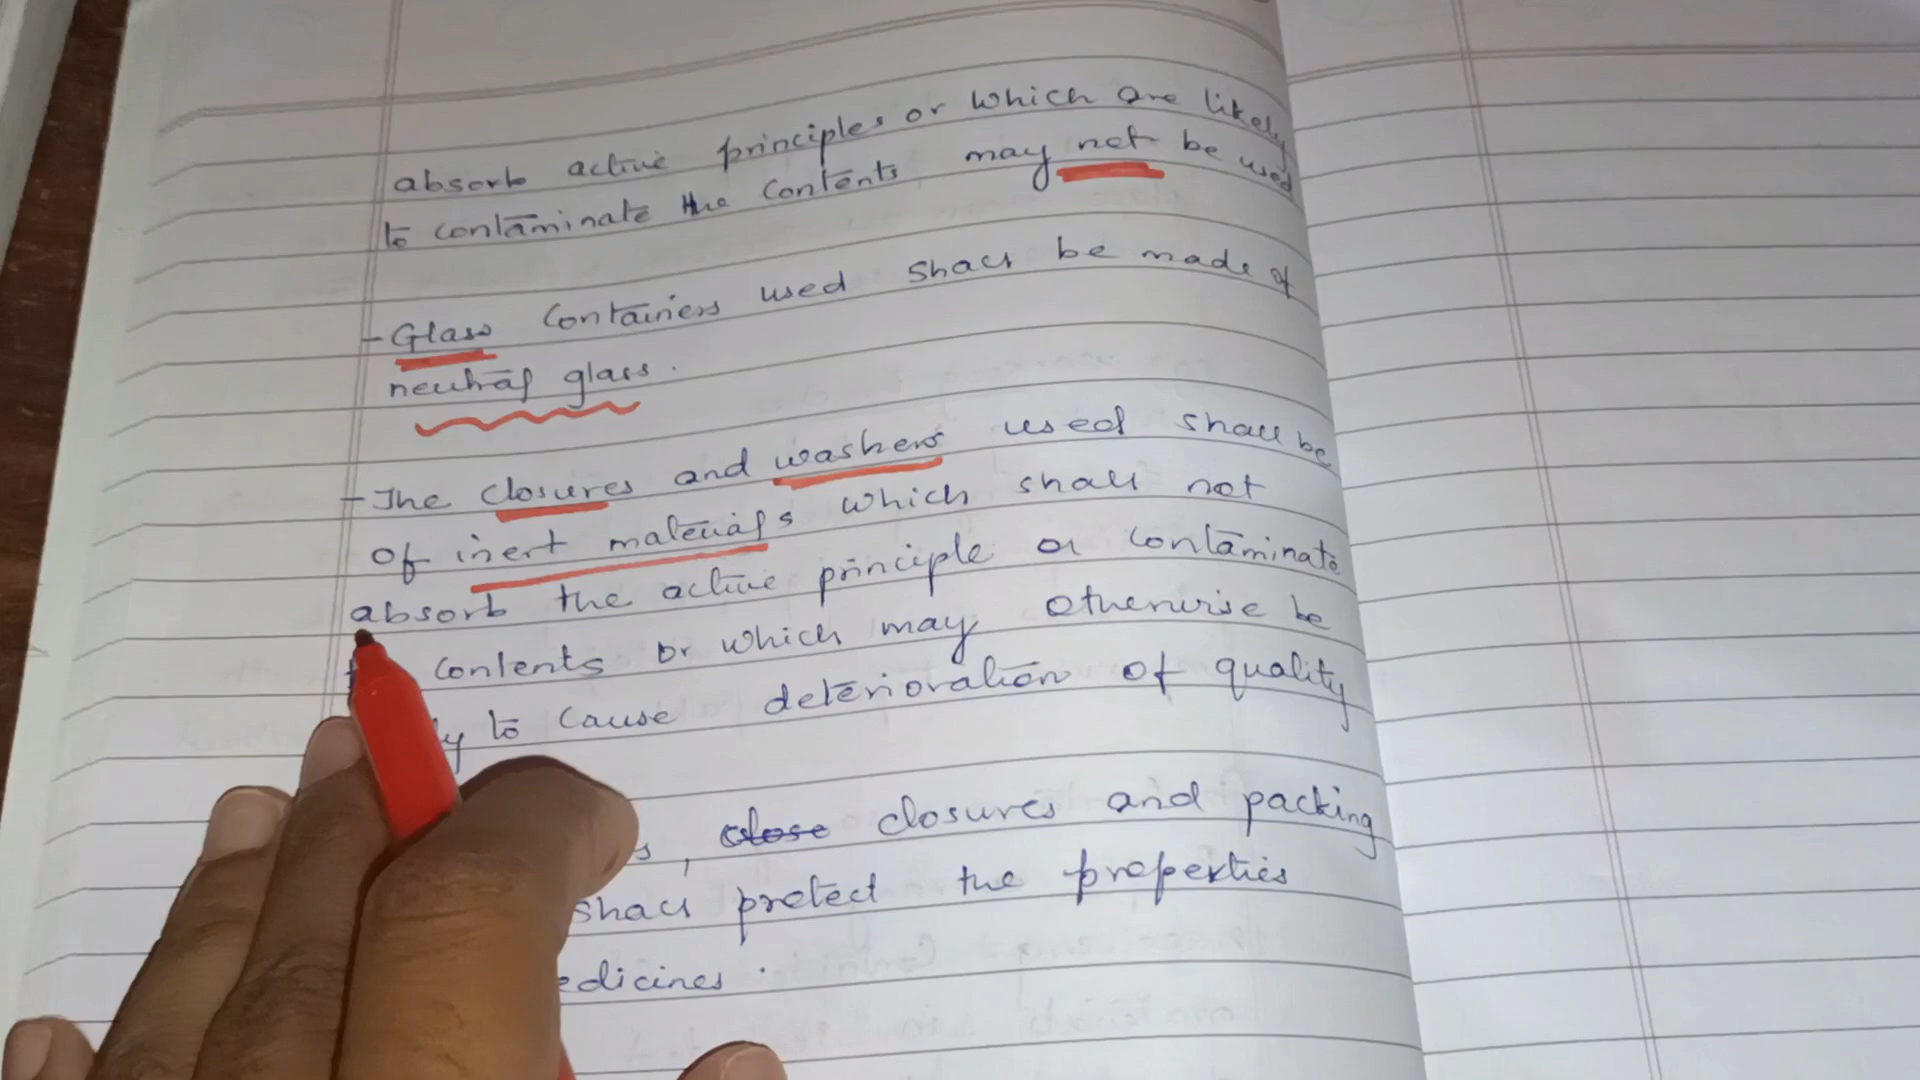 absorb active principles or which are likely
to contaminate the contents may not be used
- Glass containers used shall be made of
neutral glass.
- The closures and washers used shall be
of inert materials which shall not
absorb the active principle or contaminate
contents or which may otherwise be
to cause deterioration of quality
, close closures and packing
shall protect the properties
medicines.